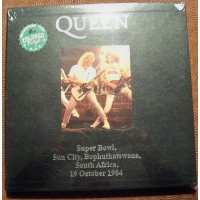 QUEEN
Super Bowl,
Sun City, Bophuthatswana,
South Africa,
19 October 1984